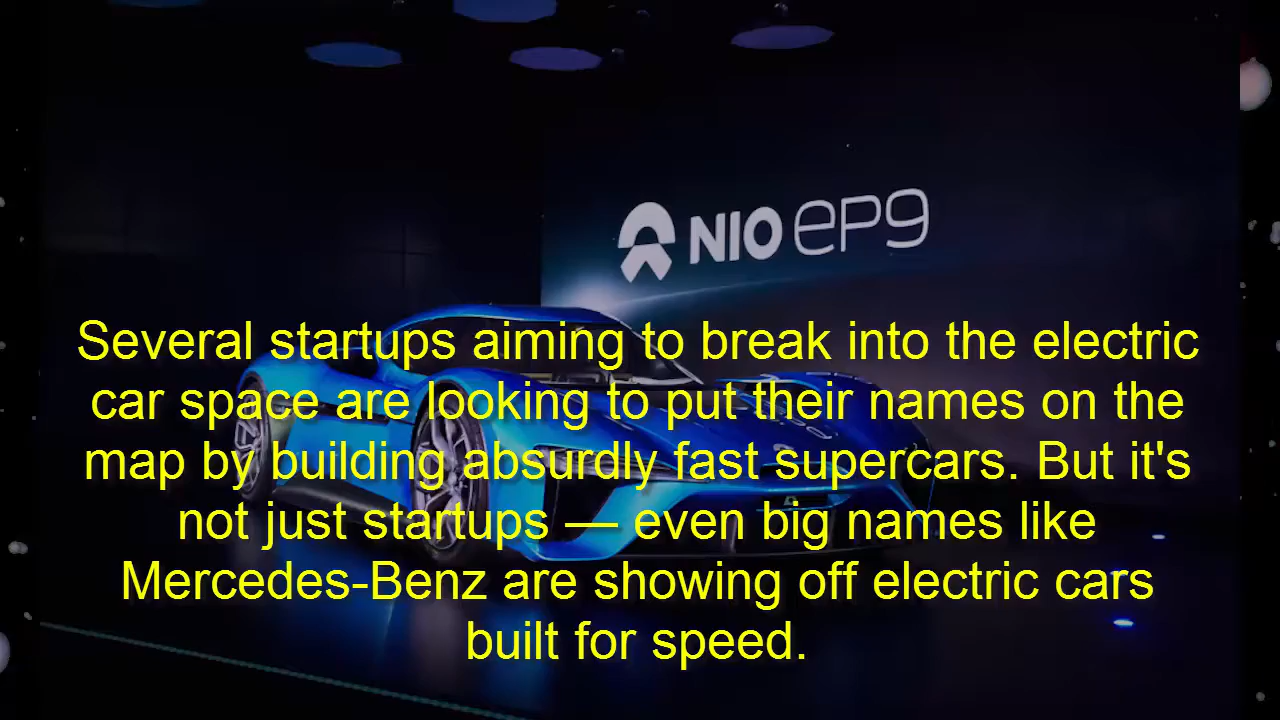 NIO eP9
Several startups aiming to break into the electric
car space are looking to put their names on the
map by building absurdly fast supercars. But it's
not just startups — even big names like
Mercedes-Benz are showing off electric cars
built for speed.